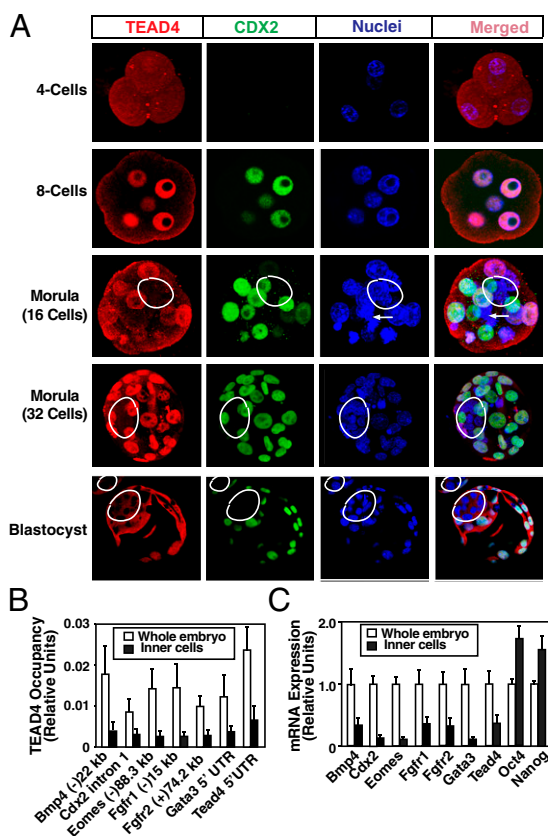 A
TEAD4 CDX2 Nuclei Merged
4-Cells
8-Cells
Morula
(16 Cells)
Morula
(32 Cells)
Blastocyst
B
TEAD4 Occupancy
(Relative Units)
0.03
0.01
0.00
Whole embryo
Inner cells
Bmp4 (-)22 kb
Cdx2 intron 1
Eomes (-)88.3 kb
Fgfr1 (-)15 kb
Fgfr2 (+)74.2 kb
Gata3 5' UTR
Tead4 5'UTR
C
mRNA Expression
(Relative Units)
2.0
1.0
0
Whole embryo
Inner cells
Bmp4
Cdx2
Eomes
Fgfr1
Fgfr2
Gata3
Tead4
Oct4
Nanog